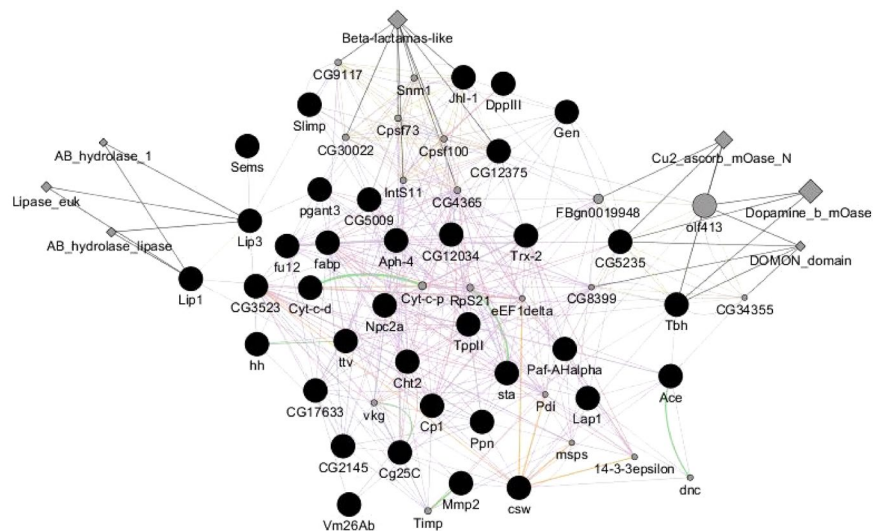 Beta-lactamas-like
CG9117
Snm1
Jhl-1
DppIII
Slimp
Cpsf73
Gen
AB_hydrolase_1
Sems
CG30022
Cpsf100
CG12375
Cu2_ascorb_mOase_N
Lipase_euk
pgant3
CG5009
IntS11
CG4365
FBgn0019948
olf413
Dopamine_b_mOase
AB_hydrolase_lipase
Lip3
fu12
fabp
Aph-4
CG12034
Trx-2
CG5235
DOMON_domain
Lip1
CG3523
Cyt-c-d
Cyt-c-p
RpS21
eEF1delta
CG8399
Tbh
CG34355
Npc2a
TppII
hh
ttv
Cht2
sta
Paf-AHalpha
Ace
CG17633
vkg
Cp1
Ppn
Pdi
Lap1
CG2145
Cg25C
msps
14-3-3epsilon
Vm26Ab
Timp
Mmp2
csw
dnc